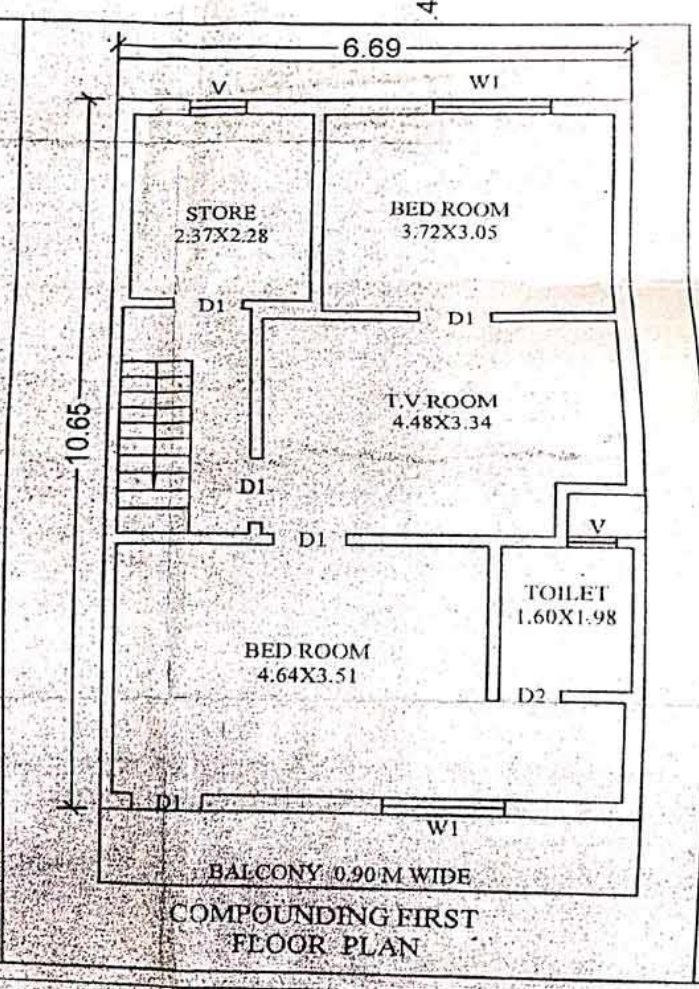 4
6.69
V
W1
STORE
2.37X2.28
BED ROOM
3.72X3.05
D1
D1
10.65
T.V ROOM
4.48X3.34
D1
D1
V
TOILET
1.60X1.98
BED ROOM
4.64X3.51
D2
D1
W1
BALCONY 0.90 M WIDE
COMPOUNDING FIRST
FLOOR PLAN